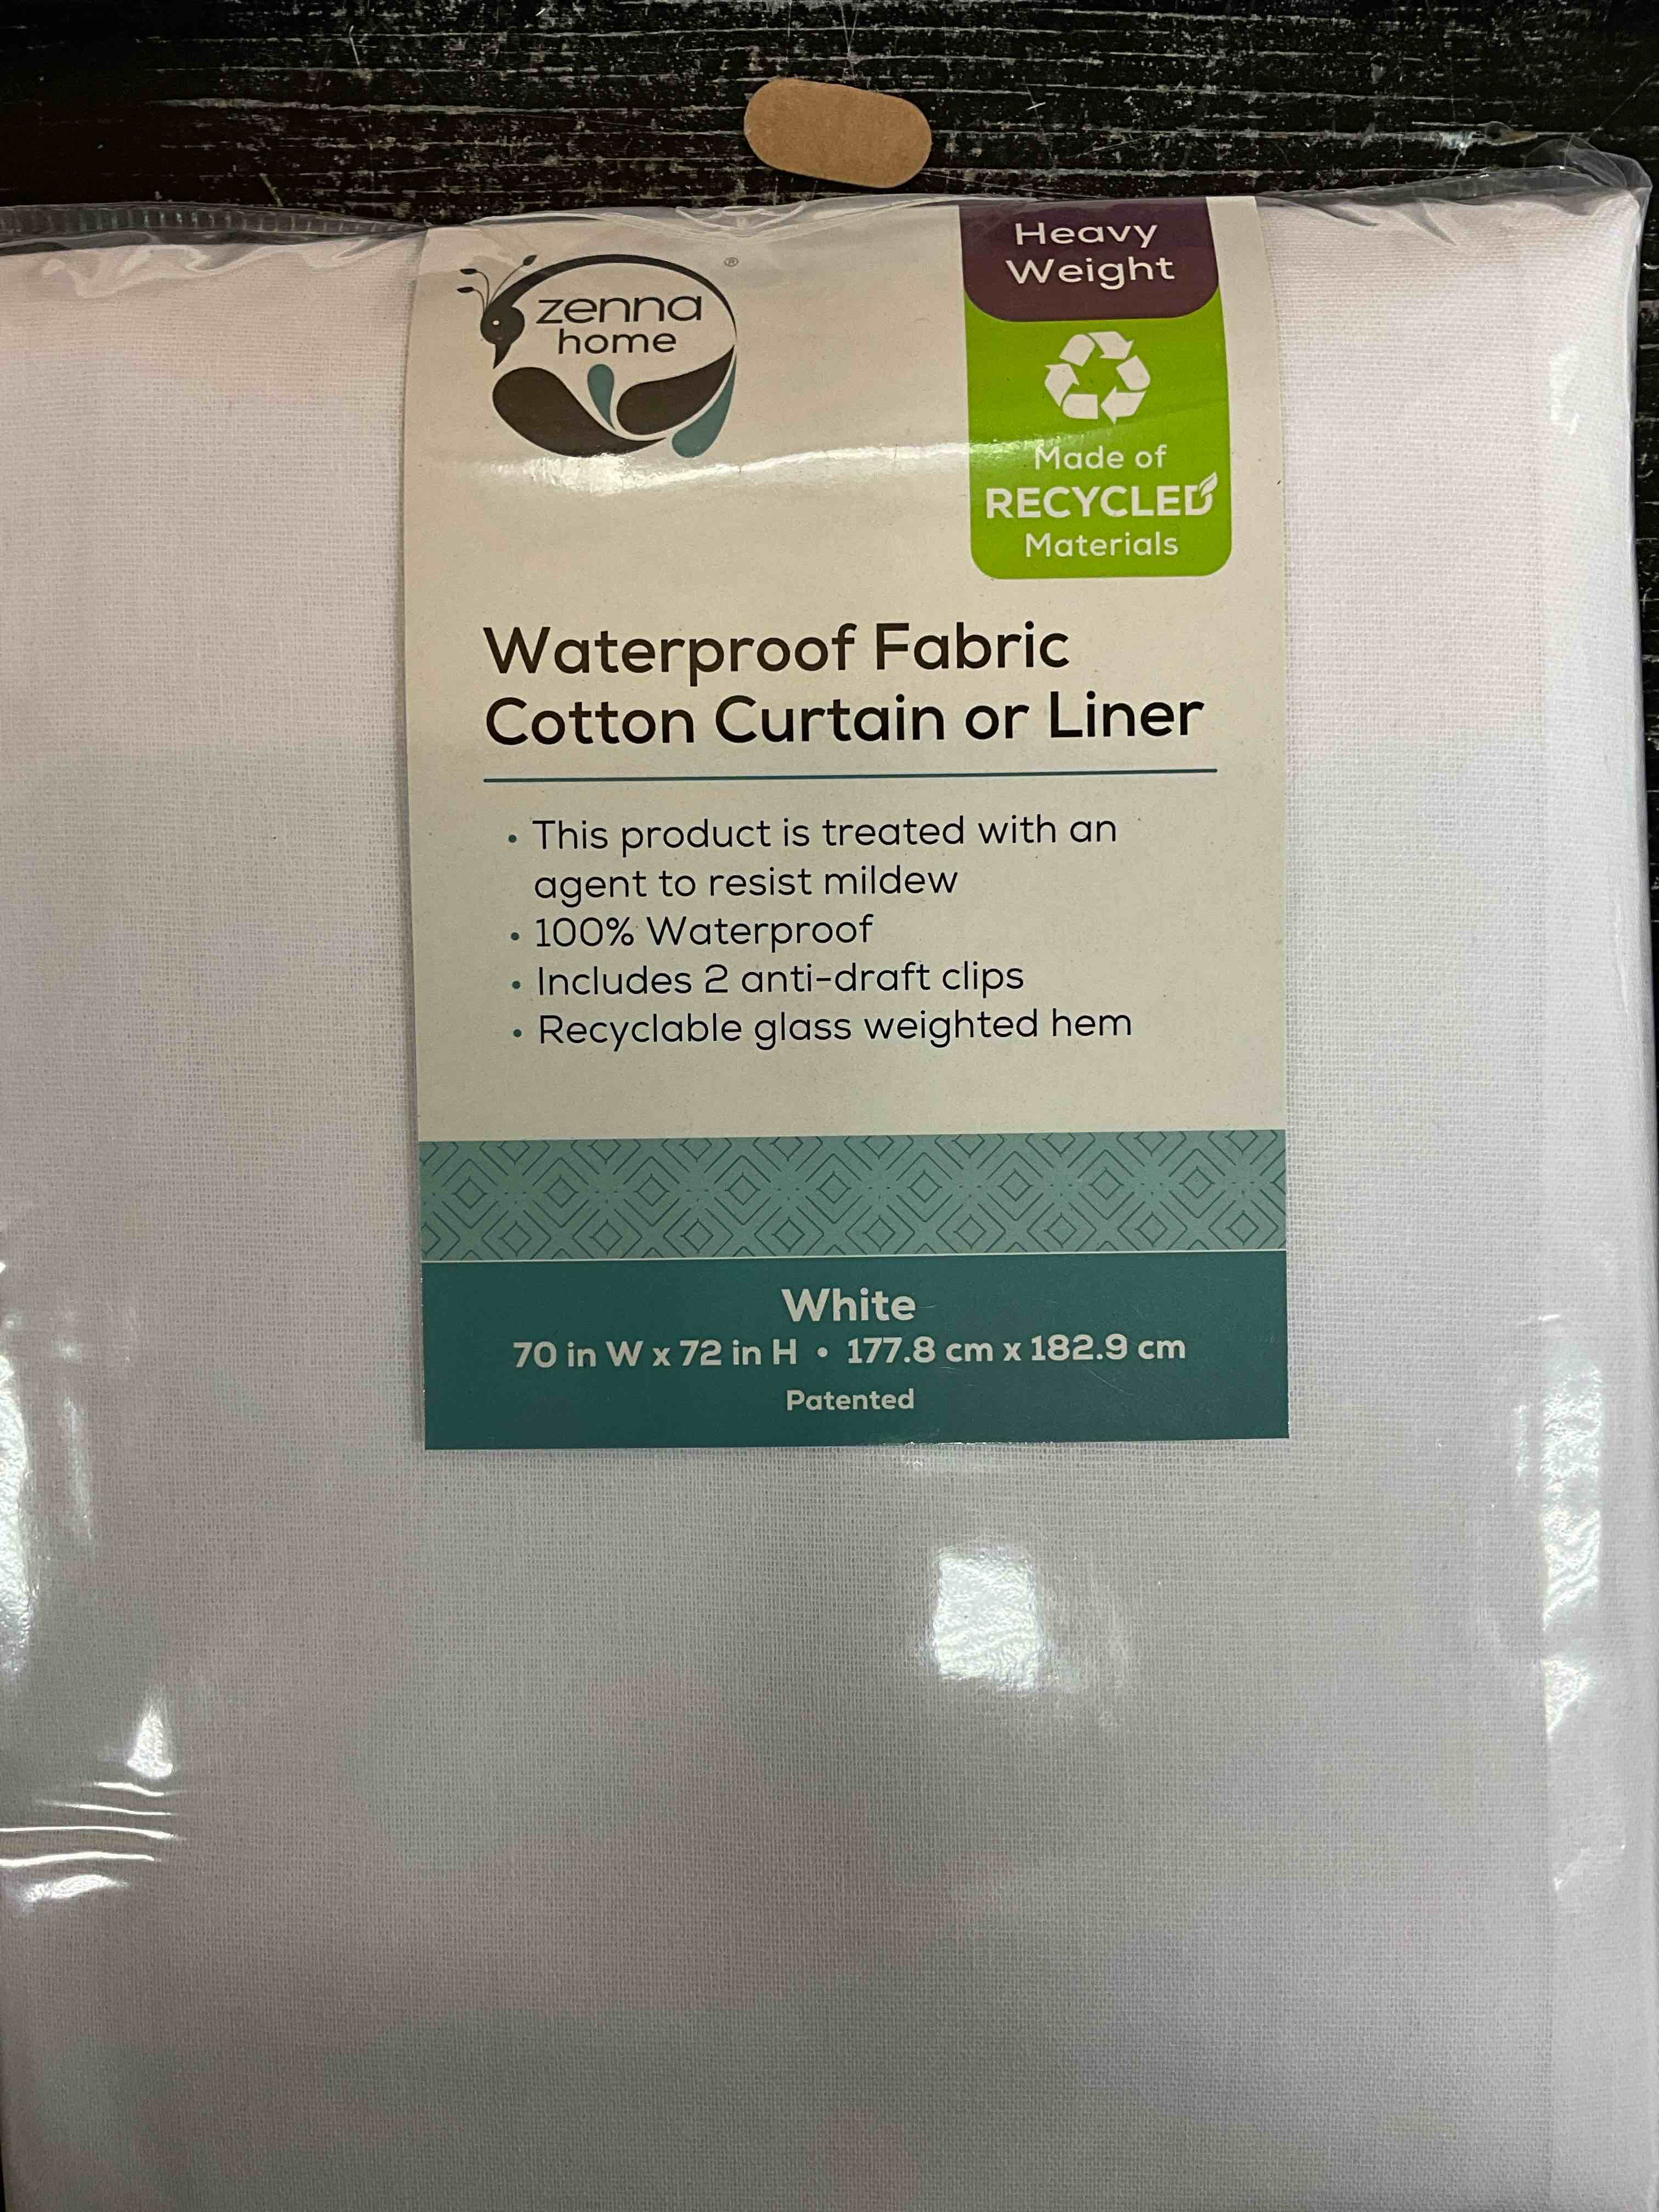 zenna
home
®
Heavy
Weight
Made of
RECYCLED
Materials
Waterproof Fabric
Cotton Curtain or Liner
• This product is treated with an
agent to resist mildew
• 100% Waterproof
• Includes 2 anti-draft clips
• Recyclable glass weighted hem
White
70 in W x 72 in H • 177.8 cm x 182.9 cm
Patented